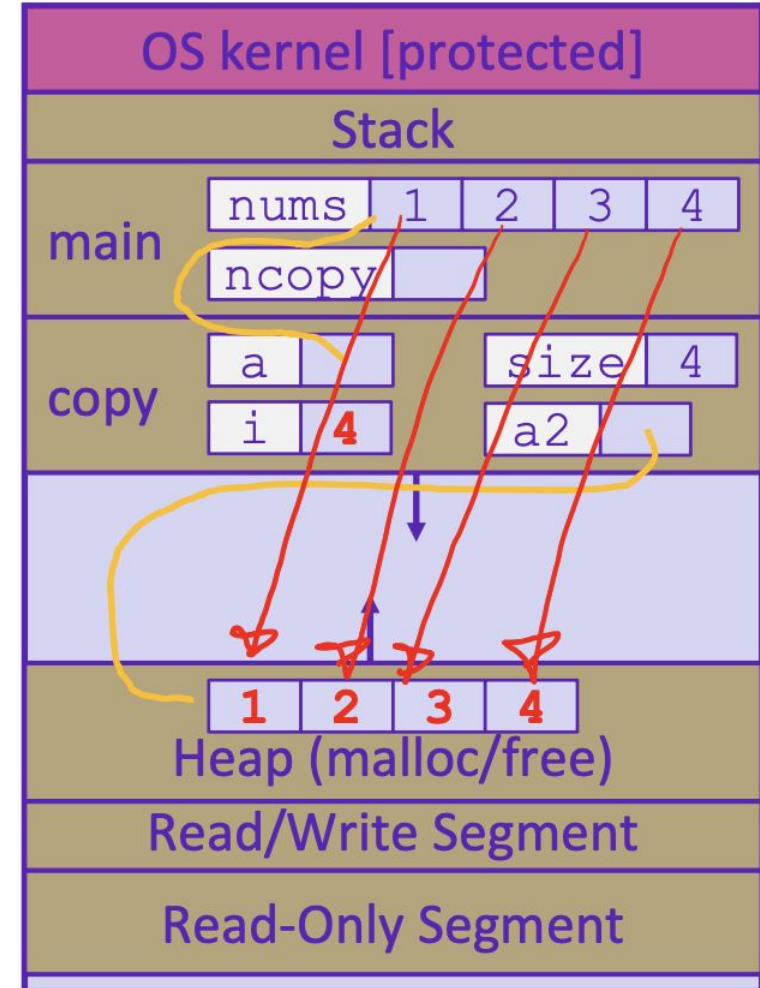 OS kernel [protected]
Stack
main
nums 1 2 3 4
ncopy
copy
a size 4
i 4 a2
1 2 3 4
Heap (malloc/free)
Read/Write Segment
Read-Only Segment